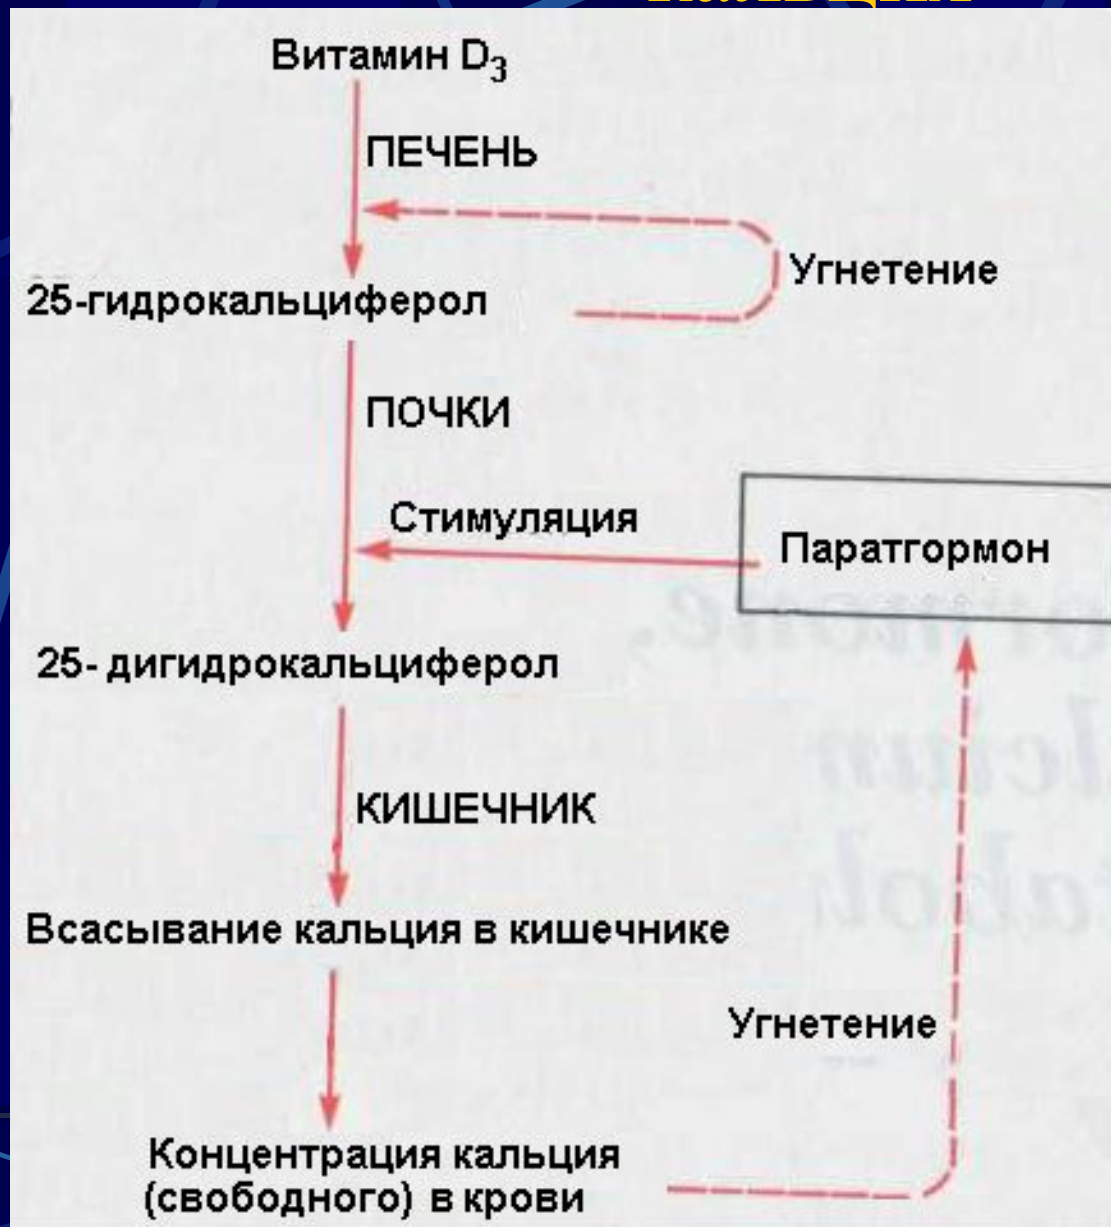 Витамин D₃
ПЕЧЕНЬ
Угнетение
25-гидрокальциферол
ПОЧКИ
Стимуляция
Паратгормон
25- дигидрокальциферол
КИШЕЧНИК
Всасывание кальция в кишечнике
Угнетение
Концентрация кальция
(свободного) в крови